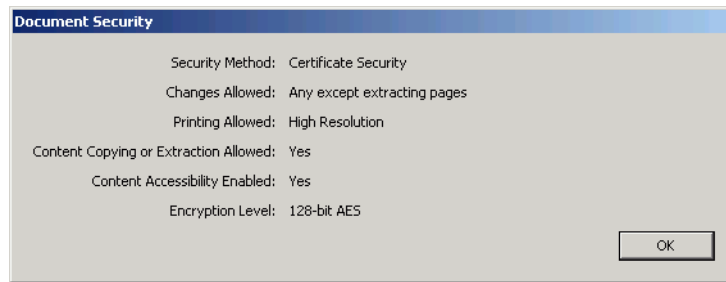 Document Security
Security Method: Certificate Security
Changes Allowed: Any except extracting pages
Printing Allowed: High Resolution
Content Copying or Extraction Allowed: Yes
Content Accessibility Enabled: Yes
Encryption Level: 128-bit AES
OK